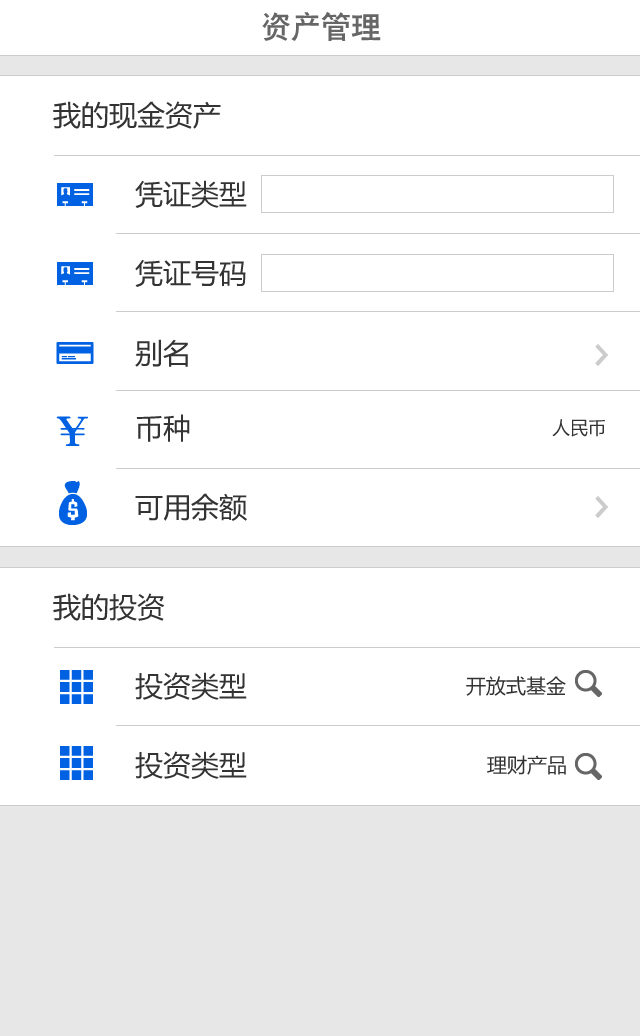 资产管理
我的现金资产
凭证类型
凭证号码
别名
币种 人民币
可用余额
我的投资
投资类型 开放式基金
投资类型 理财产品